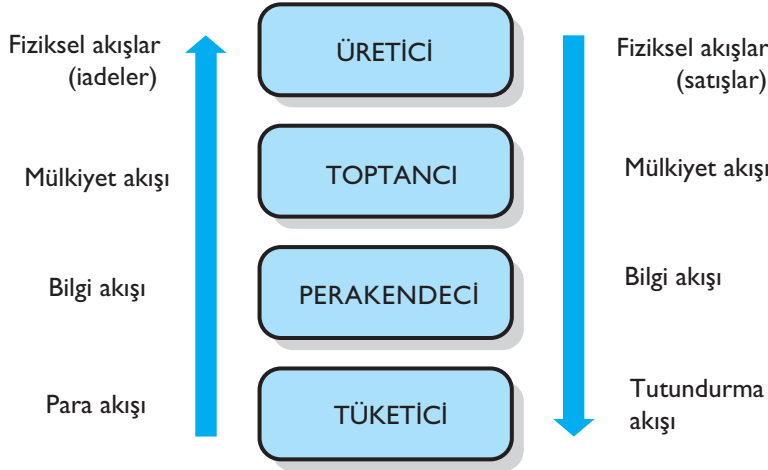 Fiziksel akışlar
(iadeler)
Mülkiyet akışı
Bilgi akışı
Para akışı
ÜRETİCİ
TOPTANCI
PERAKENDECİ
TÜKETİCİ
Fiziksel akışlar
(satışlar)
Mülkiyet akışı
Bilgi akışı
Tutundurma
akışı